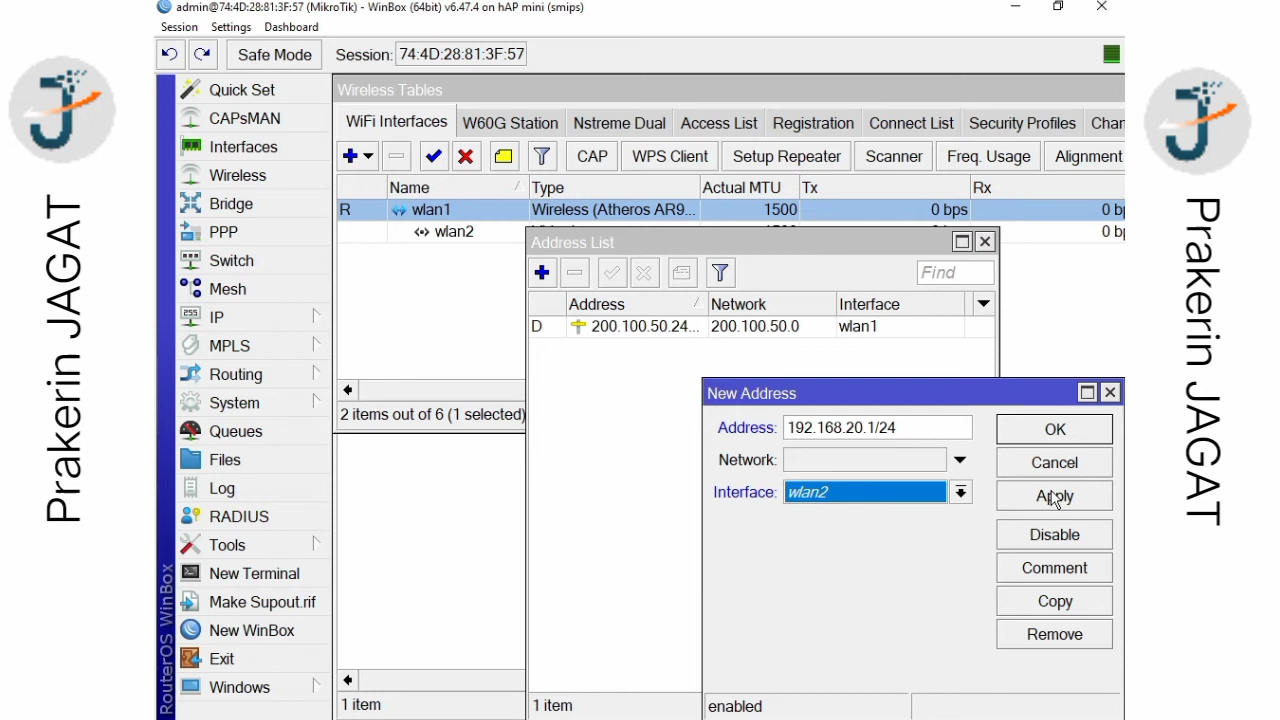 admin@74:4D:28:81:3F:57 (MikroTik) - WinBox (64bit) v6.47.4 on hAP mini (smips)
Session Settings Dashboard
Safe Mode Session: 74:4D:28:81:3F:57
Prakerin JAGAT
RouterOS WinBox
Quick Set
CAPsMAN
Interfaces
Wireless
Bridge
PPP
Switch
Mesh
IP
MPLS
Routing
System
Queues
Files
Log
RADIUS
Tools
New Terminal
Make Supout.rif
New WinBox
Exit
Windows
Wireless Tables
WiFi Interfaces W60G Station Nstreme Dual Access List Registration Connect List Security Profiles Chan
CAP WPS Client Setup Repeater Scanner Freq. Usage Alignment
Name Type Actual MTU Tx Rx
R wlan1 Wireless (Atheros AR9... 1500 0 bps 0 bp
wlan2 0 bp
2 items out of 6 (1 selected)
1 item
Address List
Find
Address Network Interface
D 200.100.50.24... 200.100.50.0 wlan1
1 item
New Address
Address: 192.168.20.1/24 OK
Network: Cancel
Interface: wlan2 Apply
Disable
Comment
Copy
Remove
enabled
Prakerin JAGAT